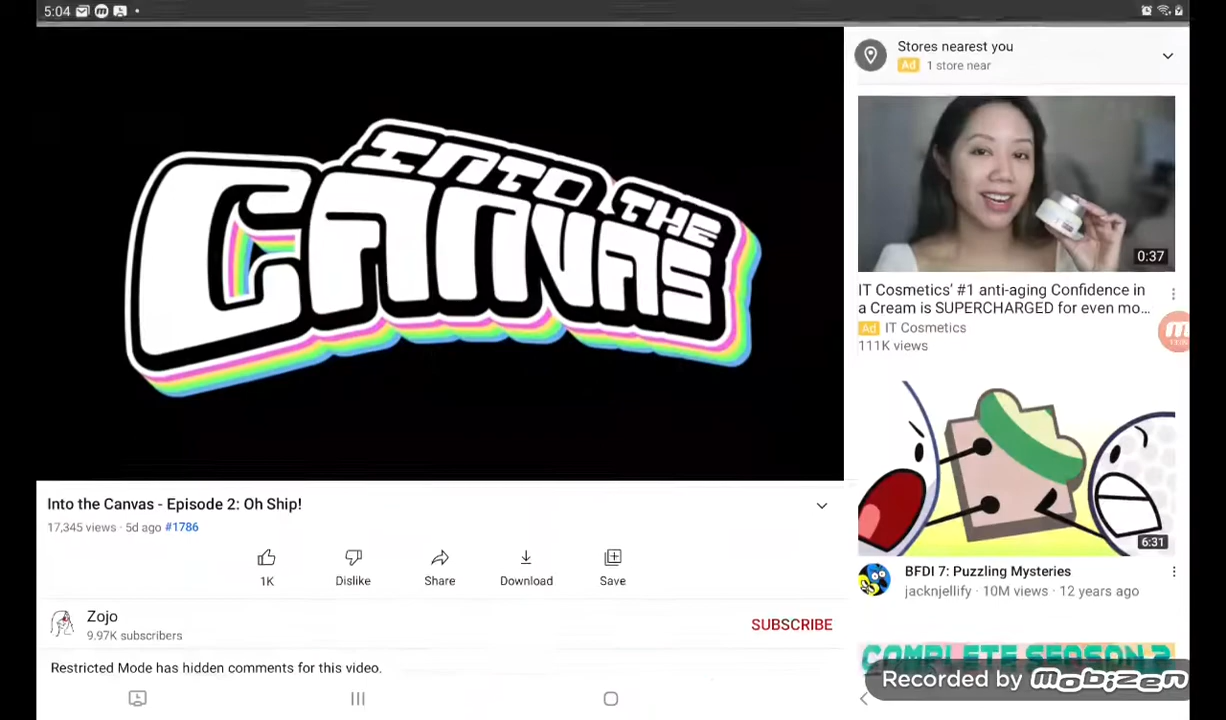 5:04
INTO THE
CANVAS
Into the Canvas - Episode 2: Oh Ship!
17,345 views · 5d ago #1786
1K
Dislike
Share
Download
Save
Zojo
9.97K subscribers
SUBSCRIBE
Restricted Mode has hidden comments for this video.
Stores nearest you
Ad 1 store near
0:37
IT Cosmetics' #1 anti-aging Confidence in
a Cream is SUPERCHARGED for even mo...
Ad IT Cosmetics
111K views
6:31
BFDI 7: Puzzling Mysteries
jacknjellify · 10M views · 12 years ago
COMPLETE SEASON 2
Recorded by mobizen